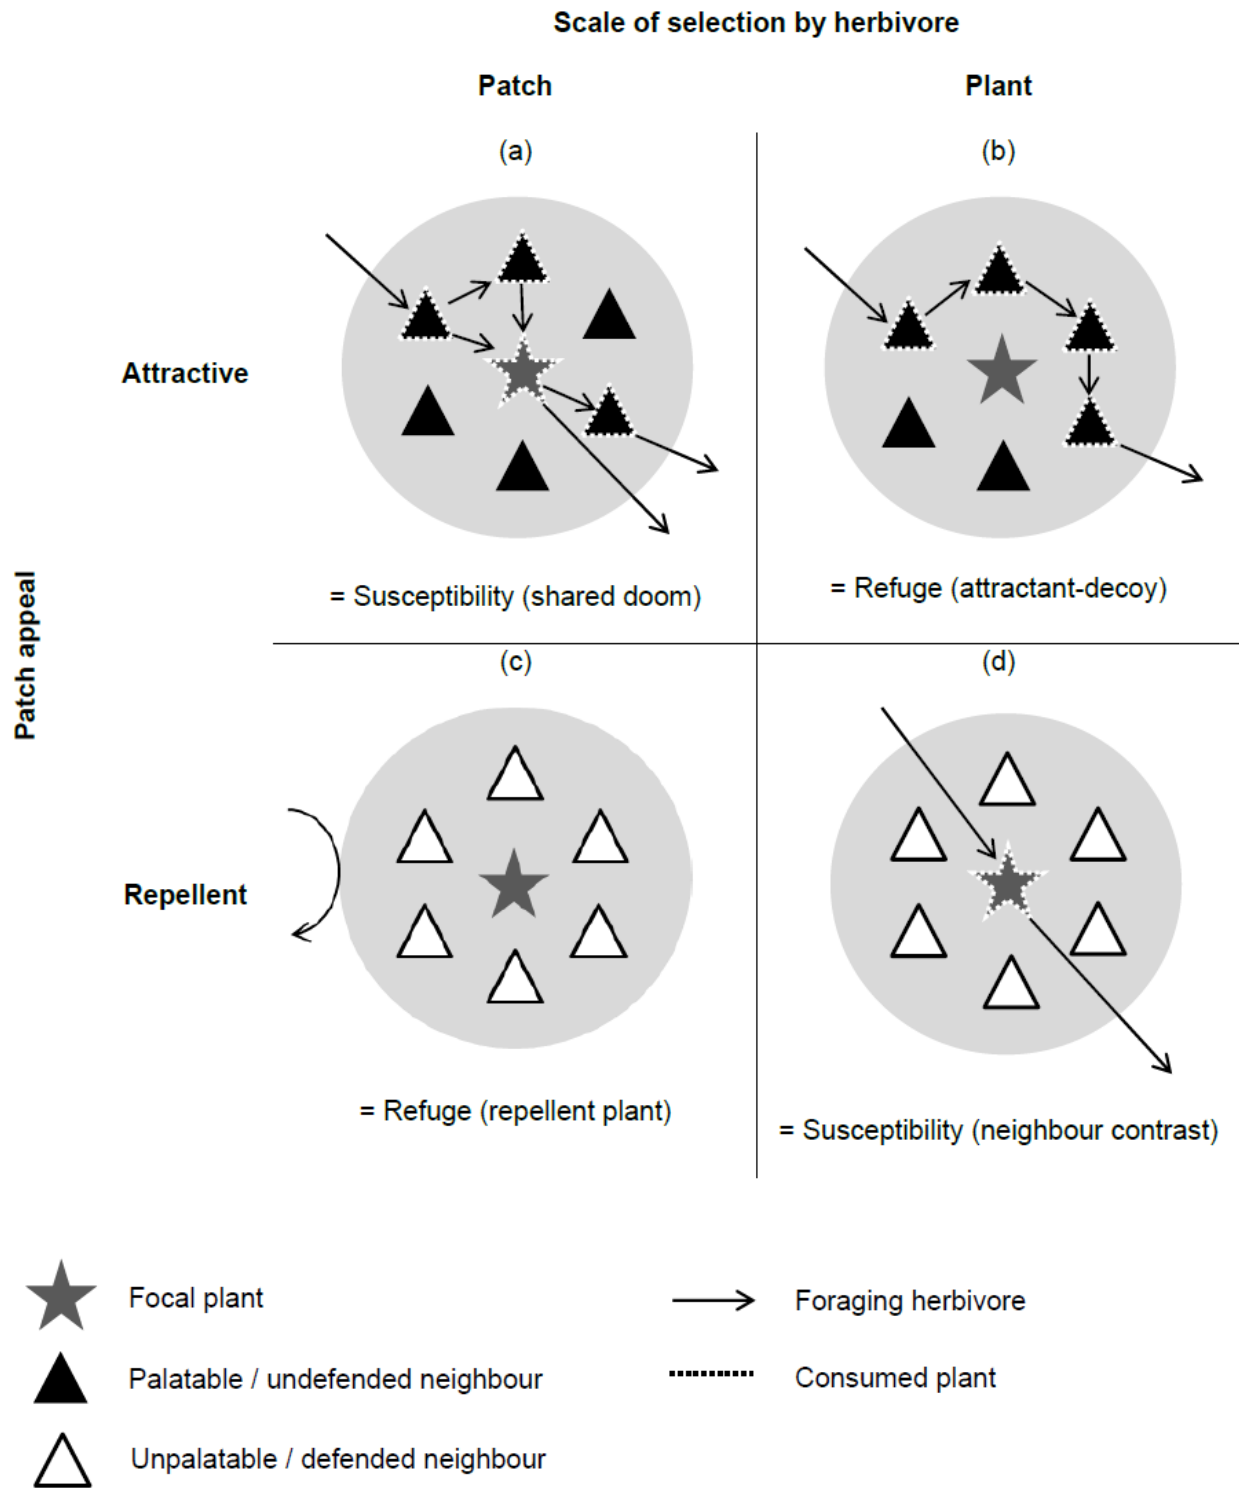 Scale of selection by herbivore
Patch
Plant
(a)
(b)
Attractive
= Susceptibility (shared doom)
= Refuge (attractant-decoy)
Patch appeal
(c)
(d)
Repellent
= Refuge (repellent plant)
= Susceptibility (neighbour contrast)
Focal plant
Foraging herbivore
Palatable / undefended neighbour
Consumed plant
Unpalatable / defended neighbour